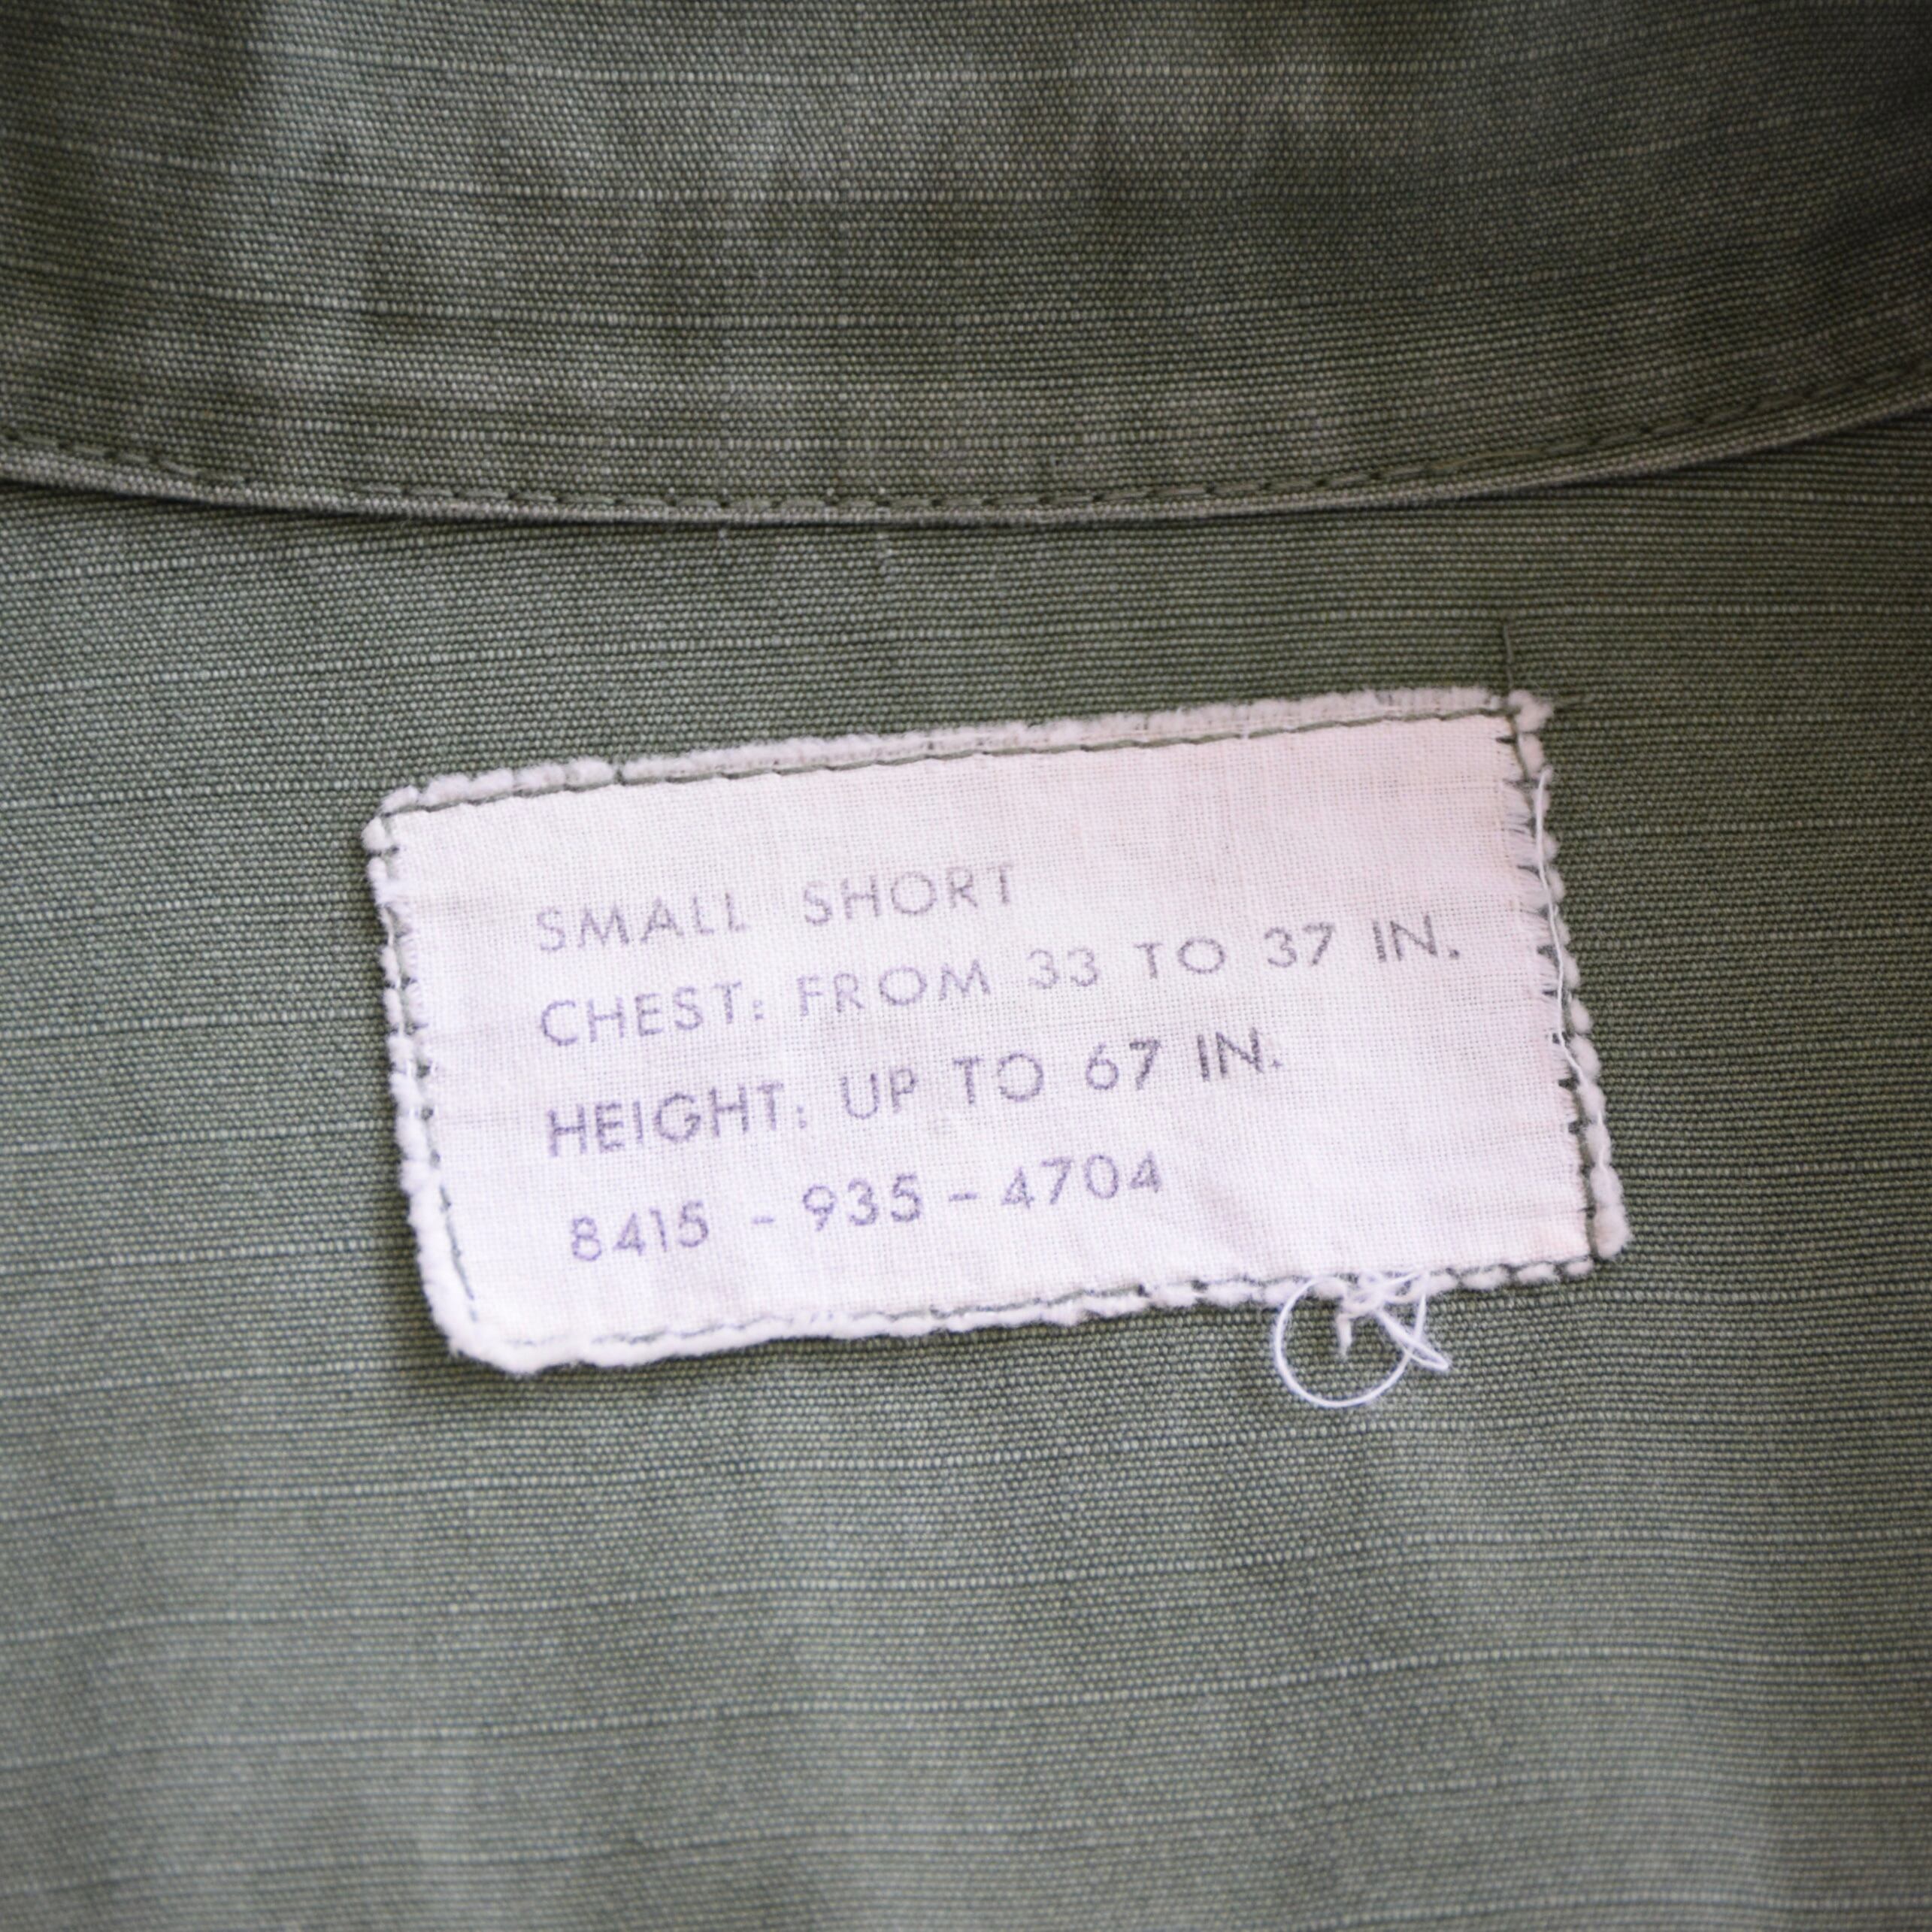 SMALL SHORT
CHEST: FROM 33 TO 37 IN.
HEIGHT: UP TO 67 IN.
8415 - 935 - 4704